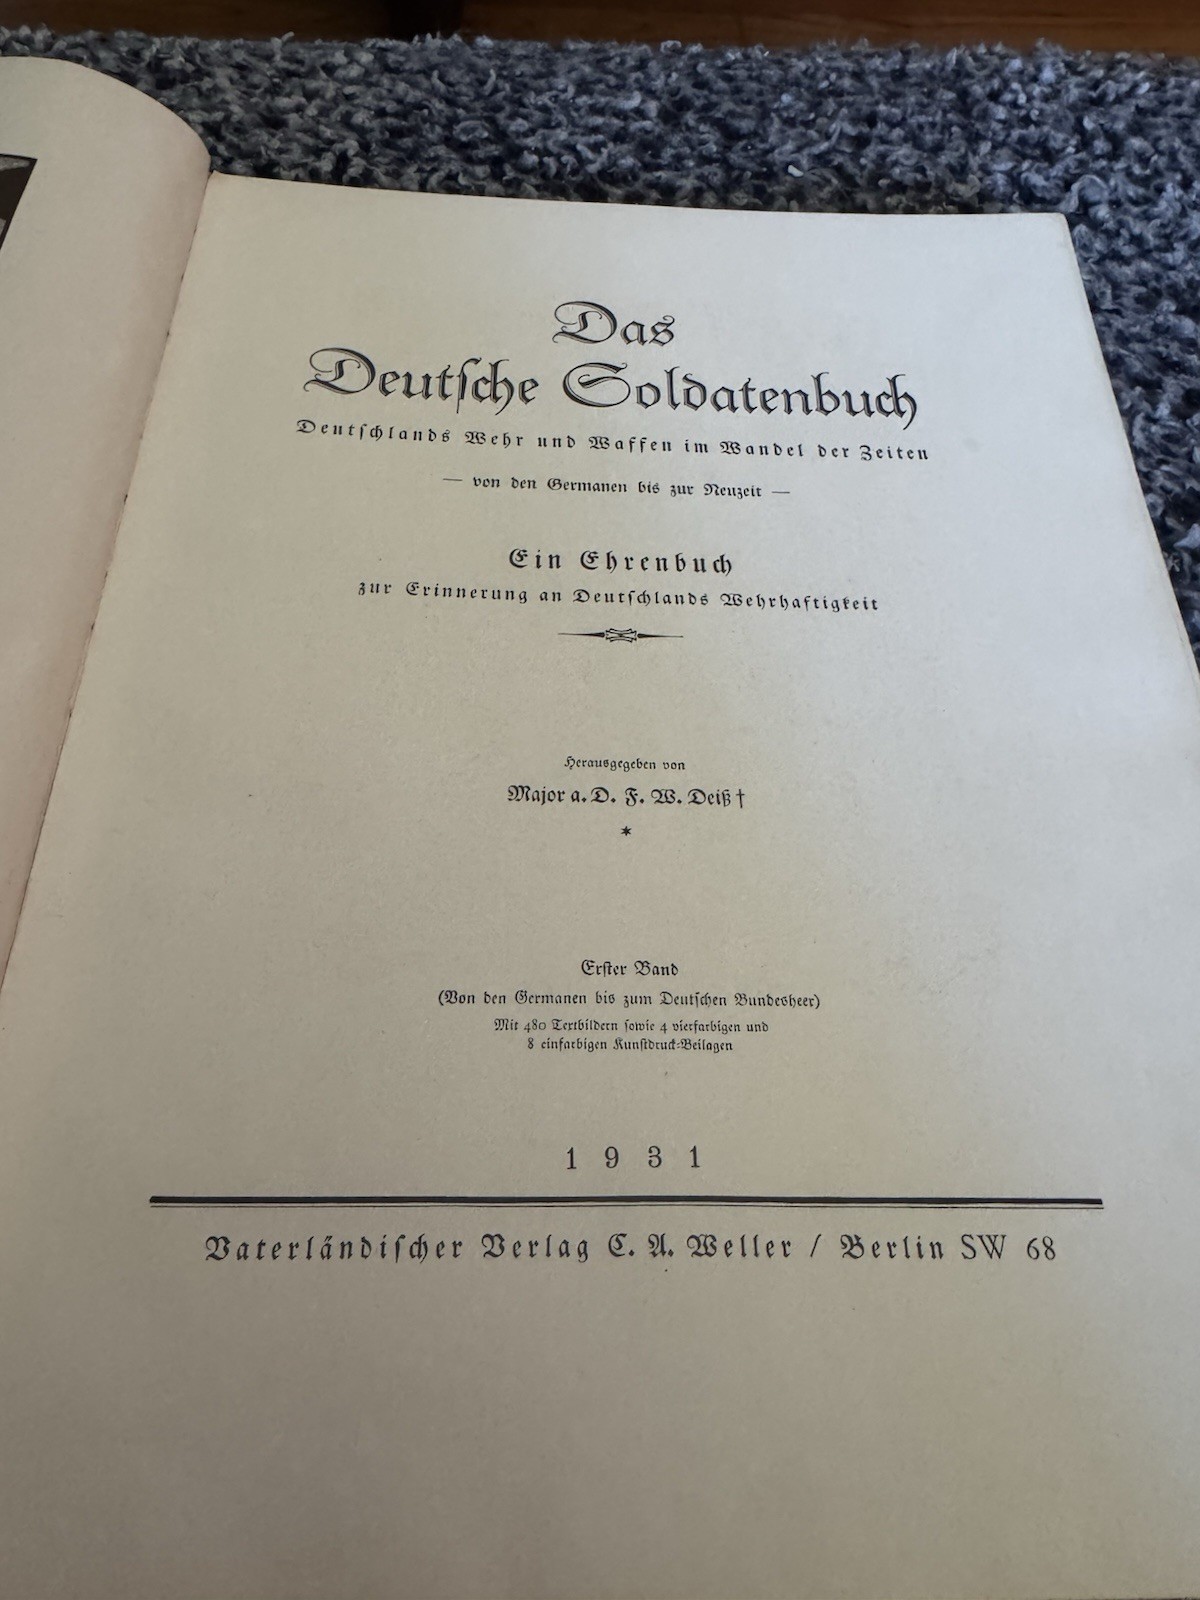 Das
Deutſche Soldatenbuch
Deutſchlands Wehr und Waffen im Wandel der Zeiten
— von den Germanen bis zur Neuzeit —
Ein Ehrenbuch
zur Erinnerung an Deutſchlands Wehrhaftigkeit
Herausgegeben von
Major a. D. F. W. Deiß †
*
Erſter Band
(Von den Germanen bis zum Deutſchen Bundesheer)
Mit 480 Textbildern ſowie 4 vierfarbigen und
8 einfarbigen Kunſtdruck-Beilagen
1931
Vaterländiſcher Verlag C. A. Weller / Berlin SW 68